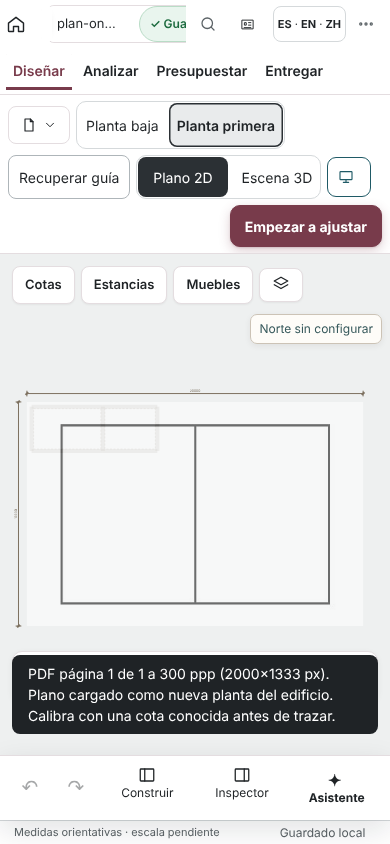 plan-on...
✓ Gua
ES · EN · ZH
Diseñar
Analizar
Presupuestar
Entregar
Planta baja
Planta primera
Recuperar guía
Plano 2D
Escena 3D
Empezar a ajustar
Cotas
Estancias
Muebles
Norte sin configurar
PDF página 1 de 1 a 300 ppp (2000×1333 px).
Plano cargado como nueva planta del edificio.
Calibra con una cota conocida antes de trazar.
Construir
Inspector
Asistente
Medidas orientativas · escala pendiente
Guardado local